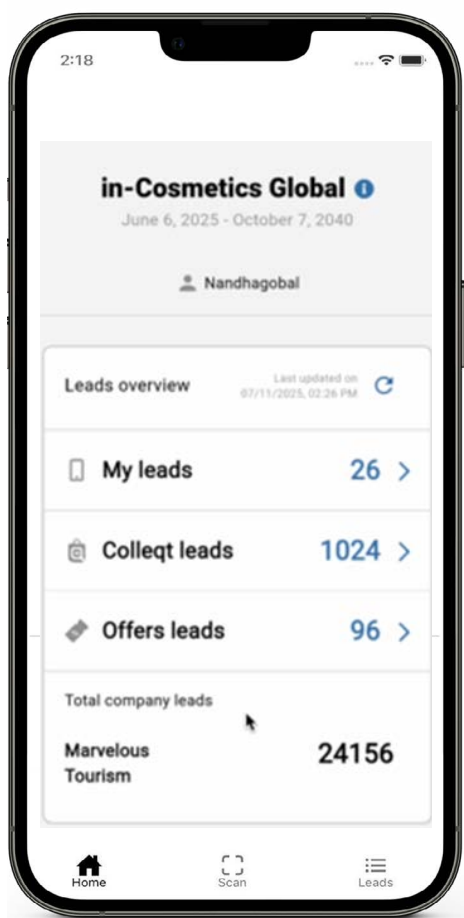 2:18
in-Cosmetics Global
June 6, 2025 - October 7, 2040
Nandhagobal
Leads overview
Last updated on
07/11/2025, 02:26 PM
My leads
26
Colleqt leads
1024
Offers leads
96
Total company leads
Marvelous
Tourism
24156
Home
Scan
Leads